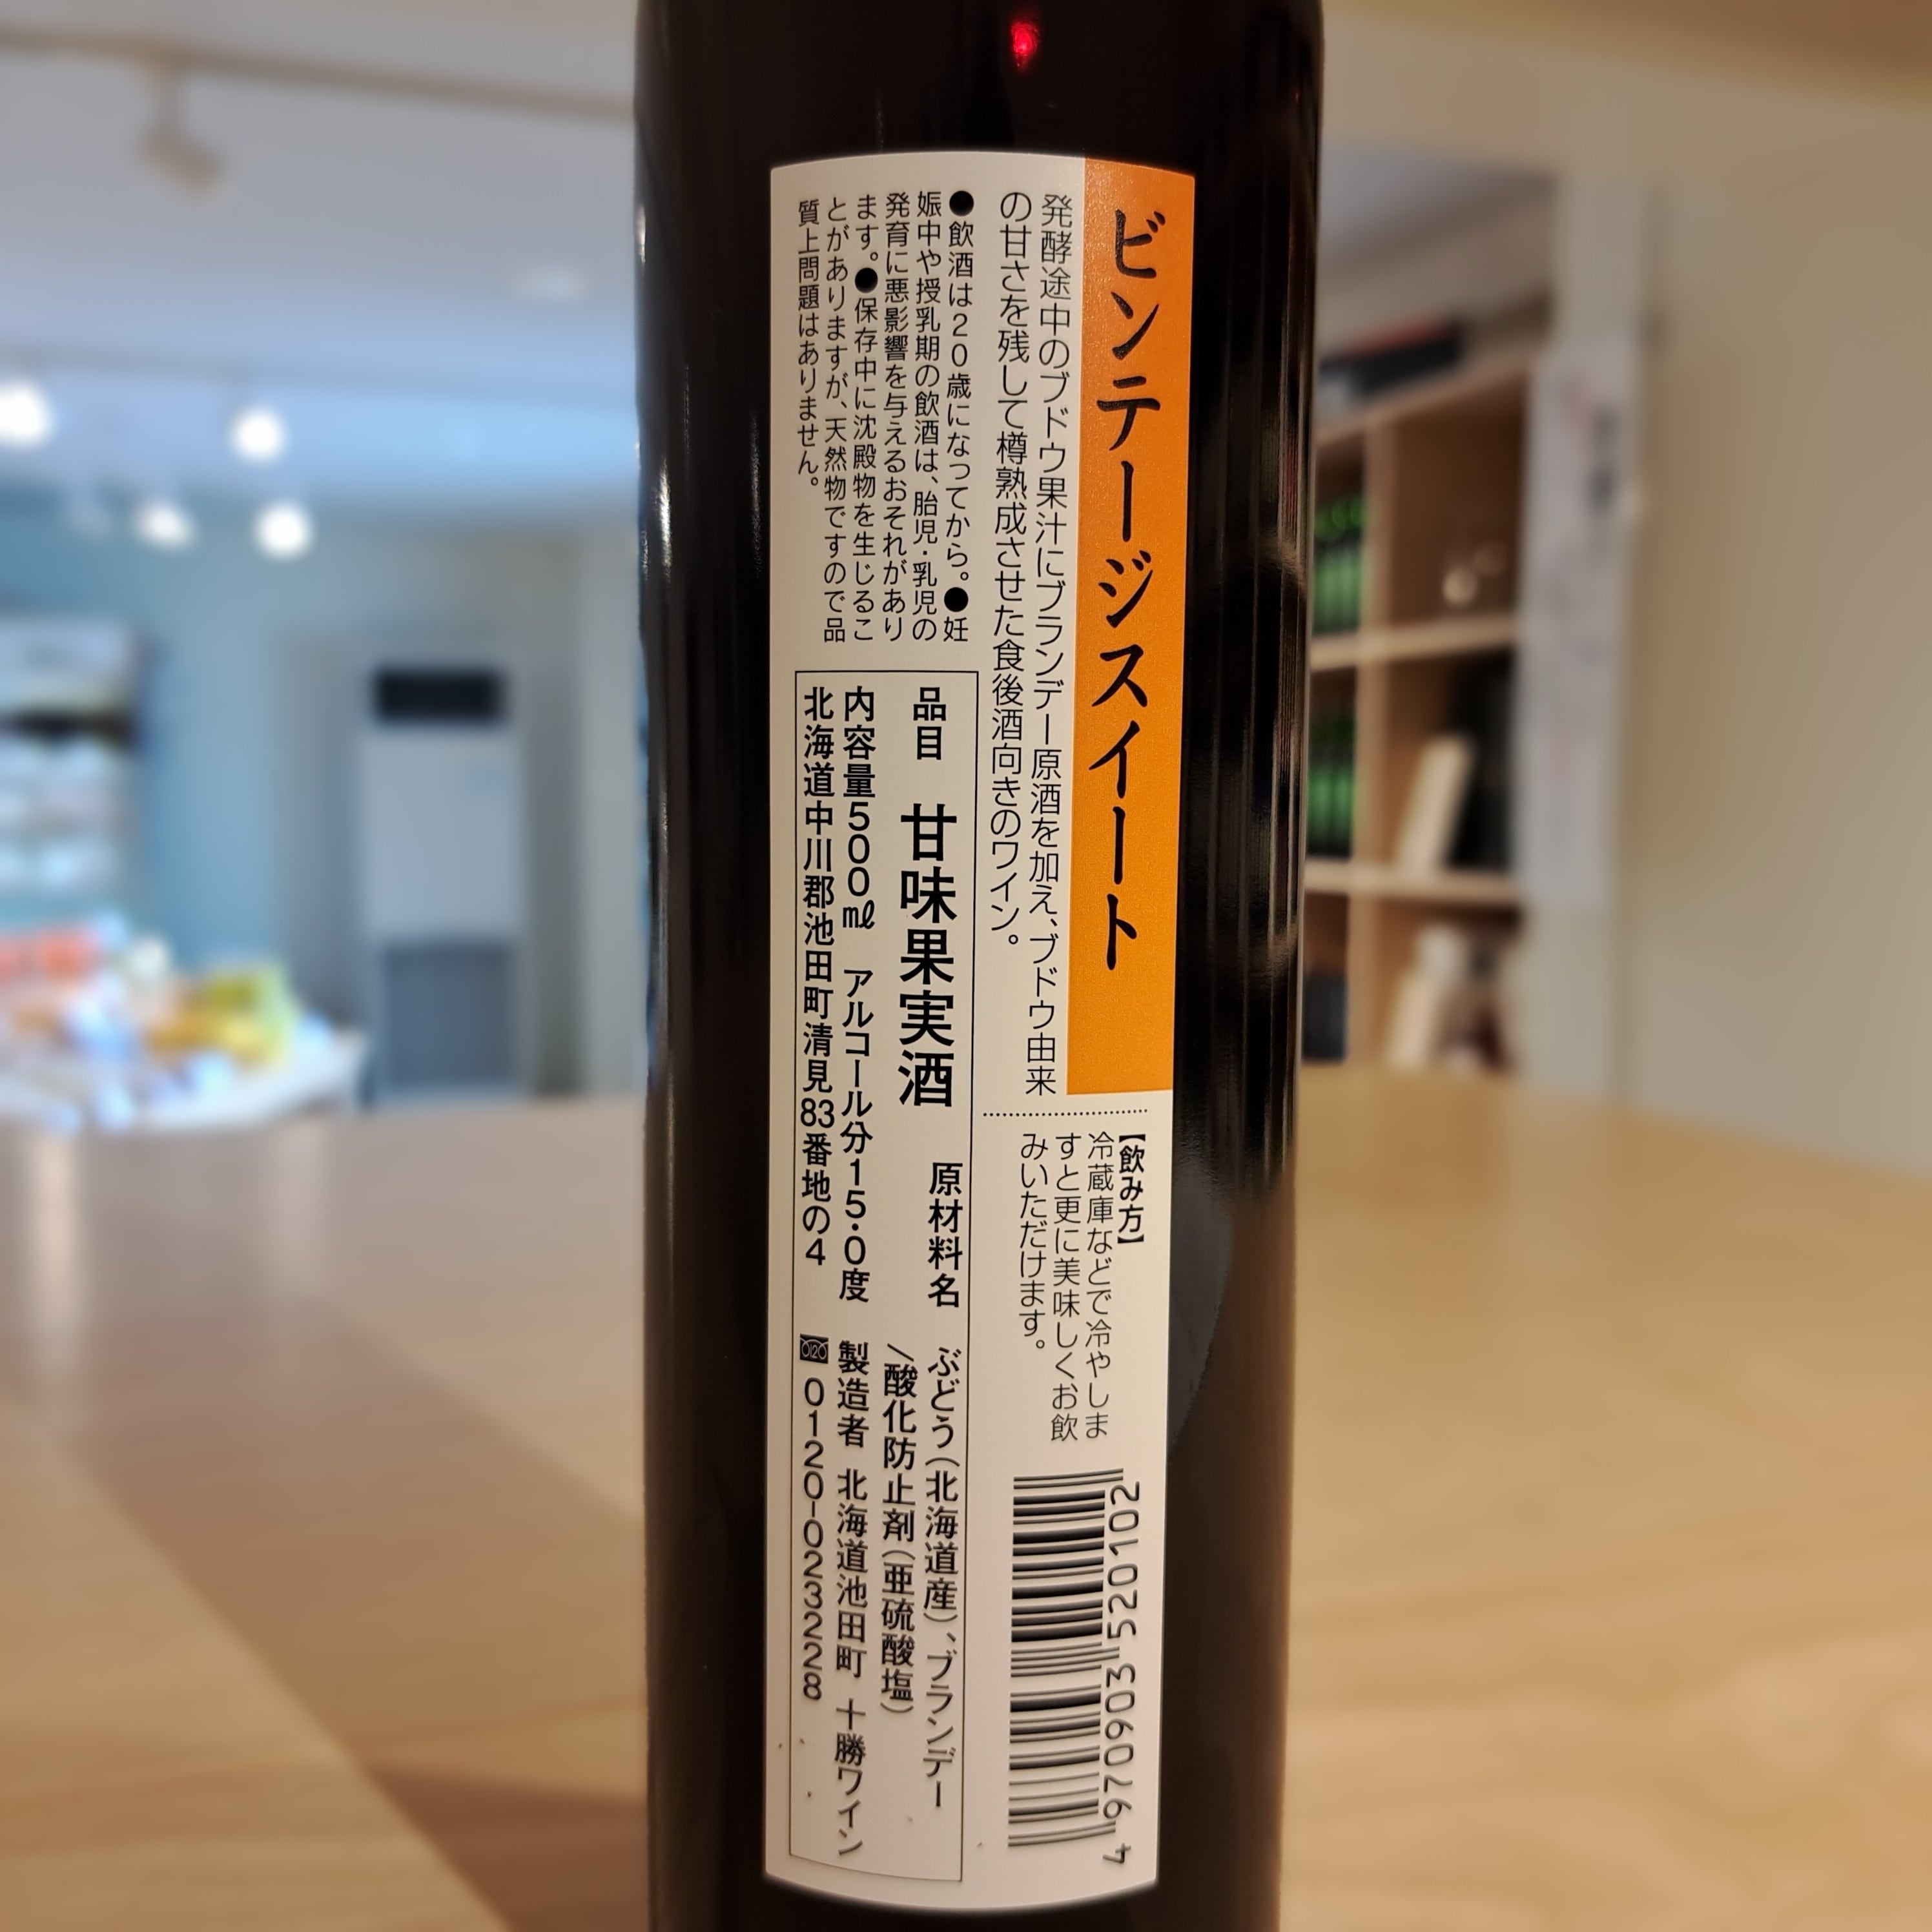 ビンテージスイート
発酵途中のブドウ果汁にブランデー原酒を加え、ブドウ由来
の甘さを残して樽熟成させた食後酒向きのワイン。
【飲み方】
冷蔵庫などで冷やしま
すと更に美味しくお飲
みいただけます。
4 970903 520102
●飲酒は20歳になってから。●妊
娠中や授乳期の飲酒は、胎児・乳児の
発育に悪影響を与えるおそれがあり
ます。●保存中に沈殿物を生じるこ
とがありますが、天然物ですので品
質上問題はありません。
品目 甘味果実酒 原材料名 ぶどう(北海道産)、ブランデー
/酸化防止剤(亜硫酸塩)
内容量500㎖ アルコール分15.0度 製造者 北海道池田町 十勝ワイン
北海道中川郡池田町清見83番地の4 0120-023228